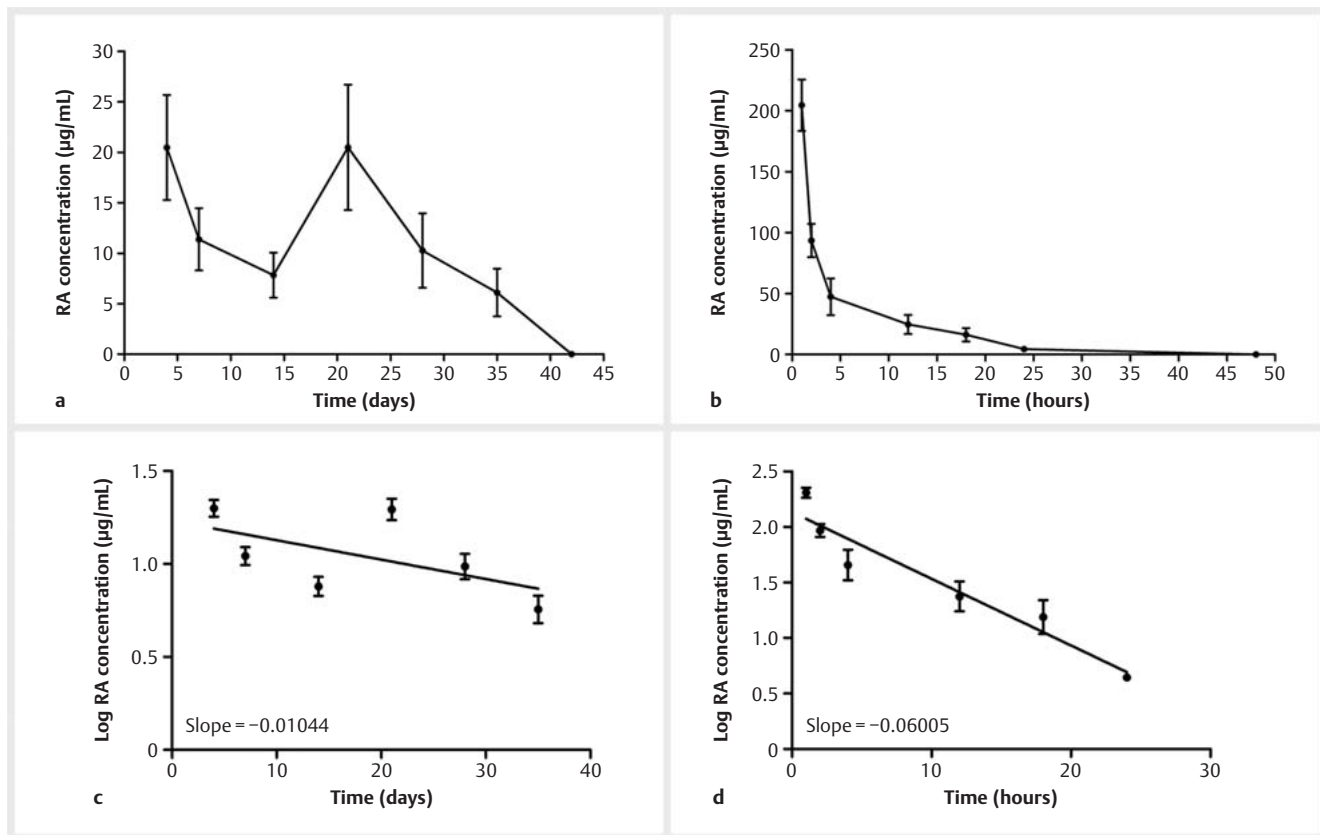 RA concentration (µg/mL)
30
25
20
15
10
5
0
0 5 15 14 20 21 25 30 35 40 45
Time (days)
a
RA concentration (µg/mL)
250
200
150
100
50
0
0 5 10 15 20 25 30 35 40 45 50
Time (hours)
b
Log RA concentration (µg/mL)
1.5
1.0
0.5
0
Slope = −0.01044
0 10 20 30 40
Time (days)
c
Log RA concentration (µg/mL)
2.5
2.0
1.5
1.0
0.5
0
Slope = −0.06005
0 10 20 30
Time (hours)
d